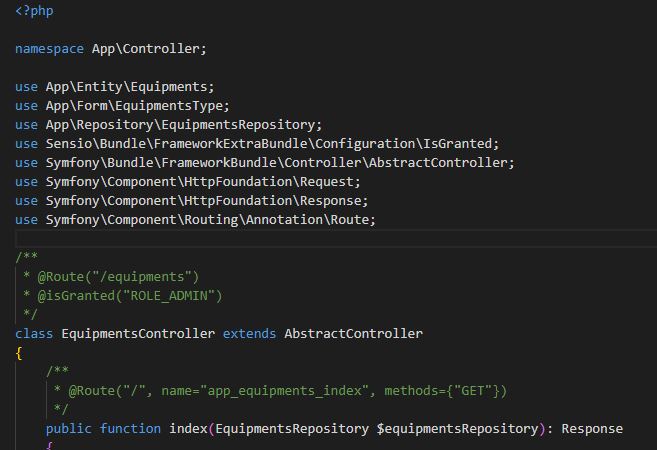 <?php
namespace App\Controller;
use App\Entity\Equipments;
use App\Form\EquipmentsType;
use App\Repository\EquipmentsRepository;
use Sensio\Bundle\FrameworkExtraBundle\Configuration\IsGranted;
use Symfony\Bundle\FrameworkBundle\Controller\AbstractController;
use Symfony\Component\HttpFoundation\Request;
use Symfony\Component\HttpFoundation\Response;
use Symfony\Component\Routing\Annotation\Route;
/**
 * @Route("/equipments")
 * @isGranted("ROLE_ADMIN")
 */
class EquipmentsController extends AbstractController
{
    /**
     * @Route("/", name="app_equipments_index", methods={"GET"})
     */
    public function index(EquipmentsRepository $equipmentsRepository): Response
    {